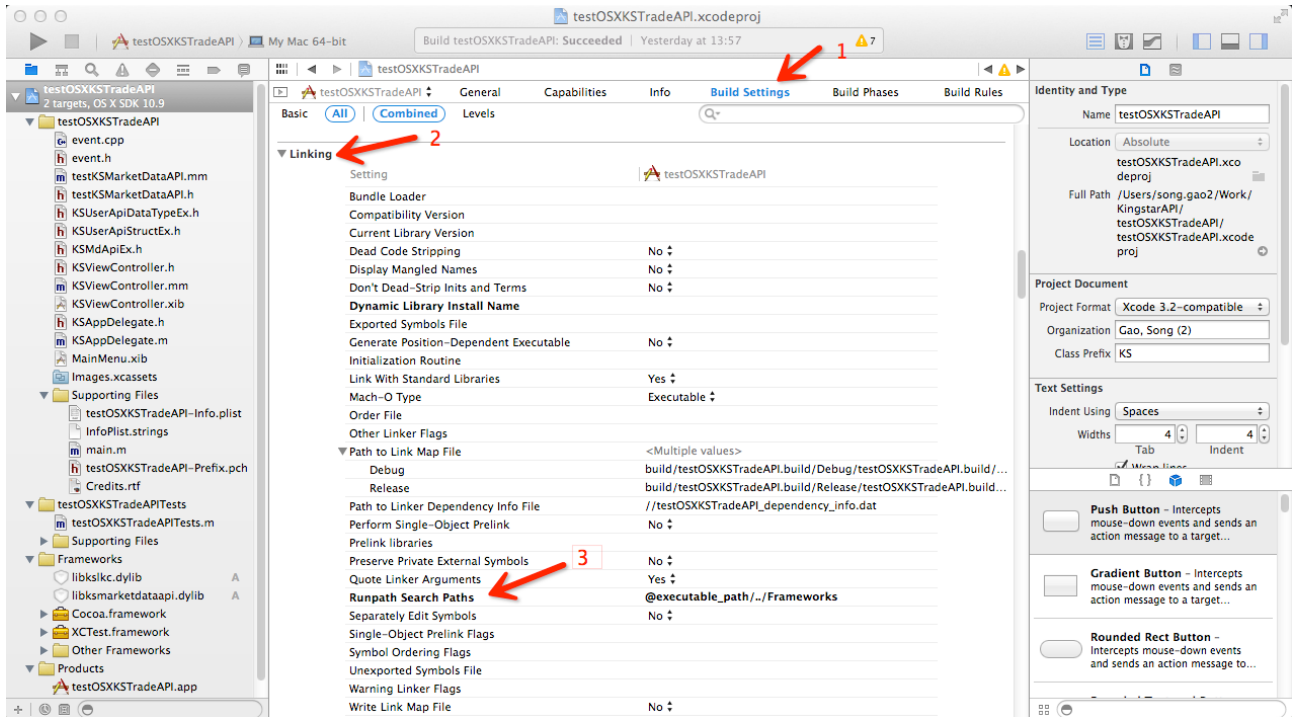 testOSXKSTradeAPI.xcodeproj
testOSXKSTradeAPI 〉 My Mac 64-bit
Build testOSXKSTradeAPI: Succeeded | Yesterday at 13:57
7
1
testOSXKSTradeAPI
2 targets, OS X SDK 10.9
testOSXKSTradeAPI
event.cpp
event.h
testKSMarketDataAPI.mm
testKSMarketDataAPI.h
KSUserApiDataTypeEx.h
KSUserApiStructEx.h
KSMdApiEx.h
KSViewController.h
KSViewController.mm
KSViewController.xib
KSAppDelegate.h
KSAppDelegate.m
MainMenu.xib
Images.xcassets
Supporting Files
testOSXKSTradeAPI-Info.plist
InfoPlist.strings
main.m
testOSXKSTradeAPI-Prefix.pch
Credits.rtf
testOSXKSTradeAPITests
testOSXKSTradeAPITests.m
Supporting Files
Frameworks
libkslkc.dylib A
libksmarketdataapi.dylib A
Cocoa.framework
XCTest.framework
Other Frameworks
Products
testOSXKSTradeAPI.app
testOSXKSTradeAPI
testOSXKSTradeAPI General Capabilities Info Build Settings Build Phases Build Rules
Basic All Combined Levels
2
Linking
Setting testOSXKSTradeAPI
Bundle Loader
Compatibility Version
Current Library Version
Dead Code Stripping No
Display Mangled Names No
Don't Dead-Strip Inits and Terms No
Dynamic Library Install Name
Exported Symbols File
Generate Position-Dependent Executable No
Initialization Routine
Link With Standard Libraries Yes
Mach-O Type Executable
Order File
Other Linker Flags
Path to Link Map File <Multiple values>
Debug build/testOSXKSTradeAPI.build/Debug/testOSXKSTradeAPI.build/...
Release build/testOSXKSTradeAPI.build/Release/testOSXKSTradeAPI.build...
Path to Linker Dependency Info File //testOSXKSTradeAPI_dependency_info.dat
Perform Single-Object Prelink No
Prelink libraries
3
Preserve Private External Symbols No
Quote Linker Arguments Yes
Runpath Search Paths @executable_path/../Frameworks
Separately Edit Symbols No
Single-Object Prelink Flags
Symbol Ordering Flags
Unexported Symbols File
Warning Linker Flags
Write Link Map File No
Identity and Type
Name testOSXKSTradeAPI
Location Absolute
testOSXKSTradeAPI.xco
deproj
Full Path /Users/song.gao2/Work/
KingstarAPI/
testOSXKSTradeAPI/
testOSXKSTradeAPI.xcode
proj
Project Document
Project Format Xcode 3.2-compatible
Organization Gao, Song (2)
Class Prefix KS
Text Settings
Indent Using Spaces
Widths 4 4
Tab Indent
Wrap lines
{}
Push Button – Intercepts
mouse-down events and sends an
action message to a target...
Gradient Button – Intercepts
mouse-down events and sends an
action message to a target...
Rounded Rect Button –
Intercepts mouse-down events
and sends an action message to...